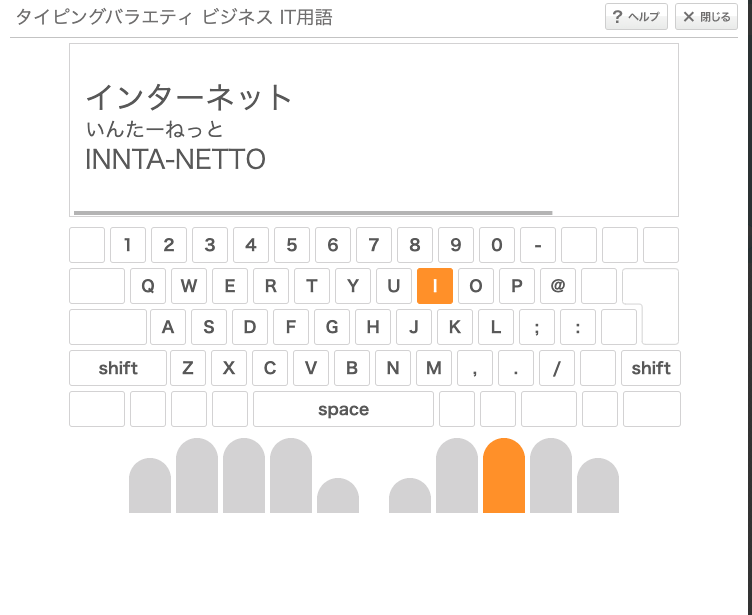 タイピングバラエティ ビジネス IT用語
? ヘルプ
× 閉じる
インターネット
いんたーねっと
INNTA-NETTO
1 2 3 4 5 6 7 8 9 0 -
Q W E R T Y U I O P @
A S D F G H J K L ; :
shift Z X C V B N M , . / shift
space